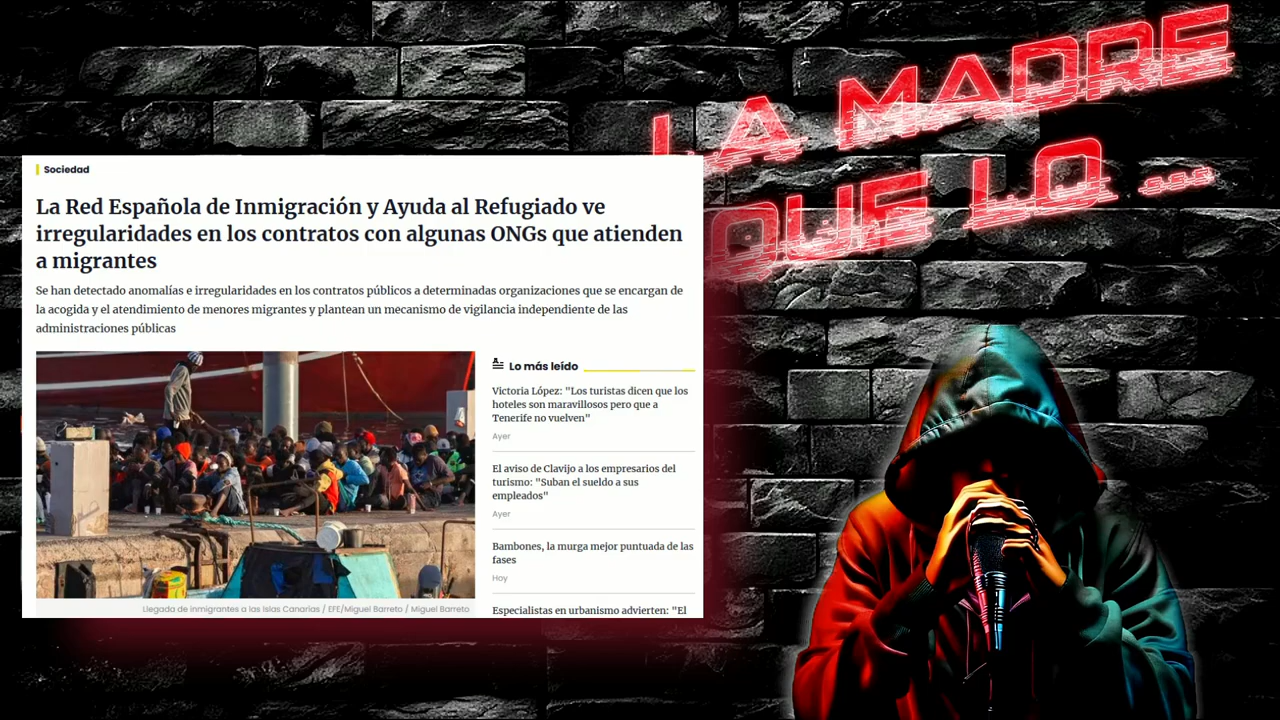 LA MADRE
QUE LO ...
Sociedad
La Red Española de Inmigración y Ayuda al Refugiado ve
irregularidades en los contratos con algunas ONGs que atienden
a migrantes
Se han detectado anomalías e irregularidades en los contratos públicos a determinadas organizaciones que se encargan de
la acogida y el atendimiento de menores migrantes y plantean un mecanismo de vigilancia independiente de las
administraciones públicas
Llegada de inmigrantes a las Islas Canarias / EFE/Miguel Barreto / Miguel Barreto
Lo más leído
Victoria López: "Los turistas dicen que los
hoteles son maravillosos pero que a
Tenerife no vuelven"
Ayer
El aviso de Clavijo a los empresarios del
turismo: "Suban el sueldo a sus
empleados"
Ayer
Bambones, la murga mejor puntuada de las
fases
Hoy
Especialistas en urbanismo advierten: "El